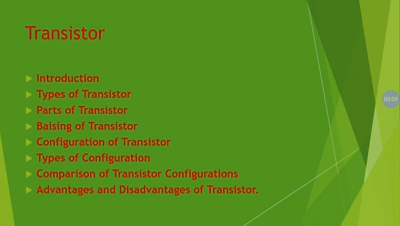 Transistor
Introduction
Types of Transistor
Parts of Transistor
Baising of Transistor
Configuration of Transistor
Types of Configuration
Comparison of Transistor Configurations
Advantages and Disadvantages of Transistor.